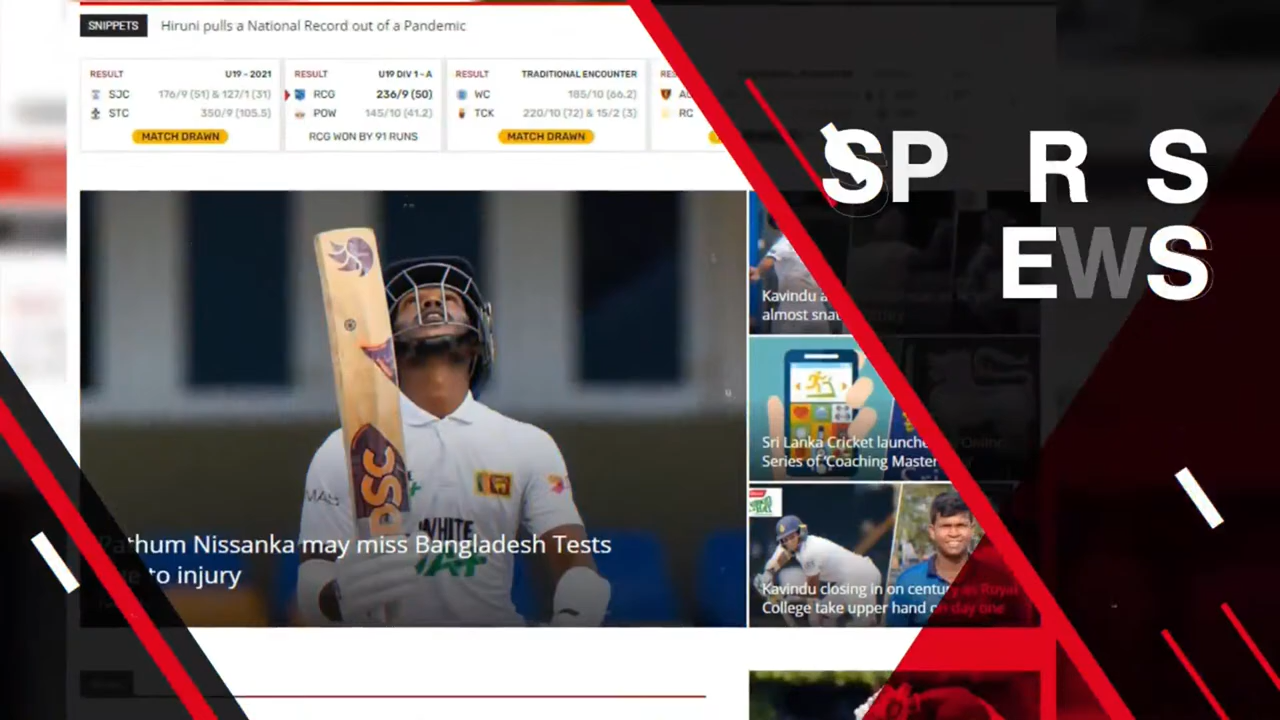 SNIPPETS Hiruni pulls a National Record out of a Pandemic
RESULT U19 - 2021
SJC 176/9 (51) & 127/1 (31)
STC 350/9 (105.5)
MATCH DRAWN
RESULT U19 DIV 1 - A
RCG 236/9 (50)
POW 145/10 (41.2)
RCG WON BY 91 RUNS
RESULT TRADITIONAL ENCOUNTER
WC 185/10 (66.2)
TCK 220/10 (72) & 15/2 (3)
MATCH DRAWN
RC
SP R S
EWS
MAS
DSC
WHITE
thum Nissanka may miss Bangladesh Tests
to injury
Kavindu
almost
Sri Lanka Cricket
Series of 'Coaching Master
Kavindu closing in on century as Royal
College take upper hand on day one